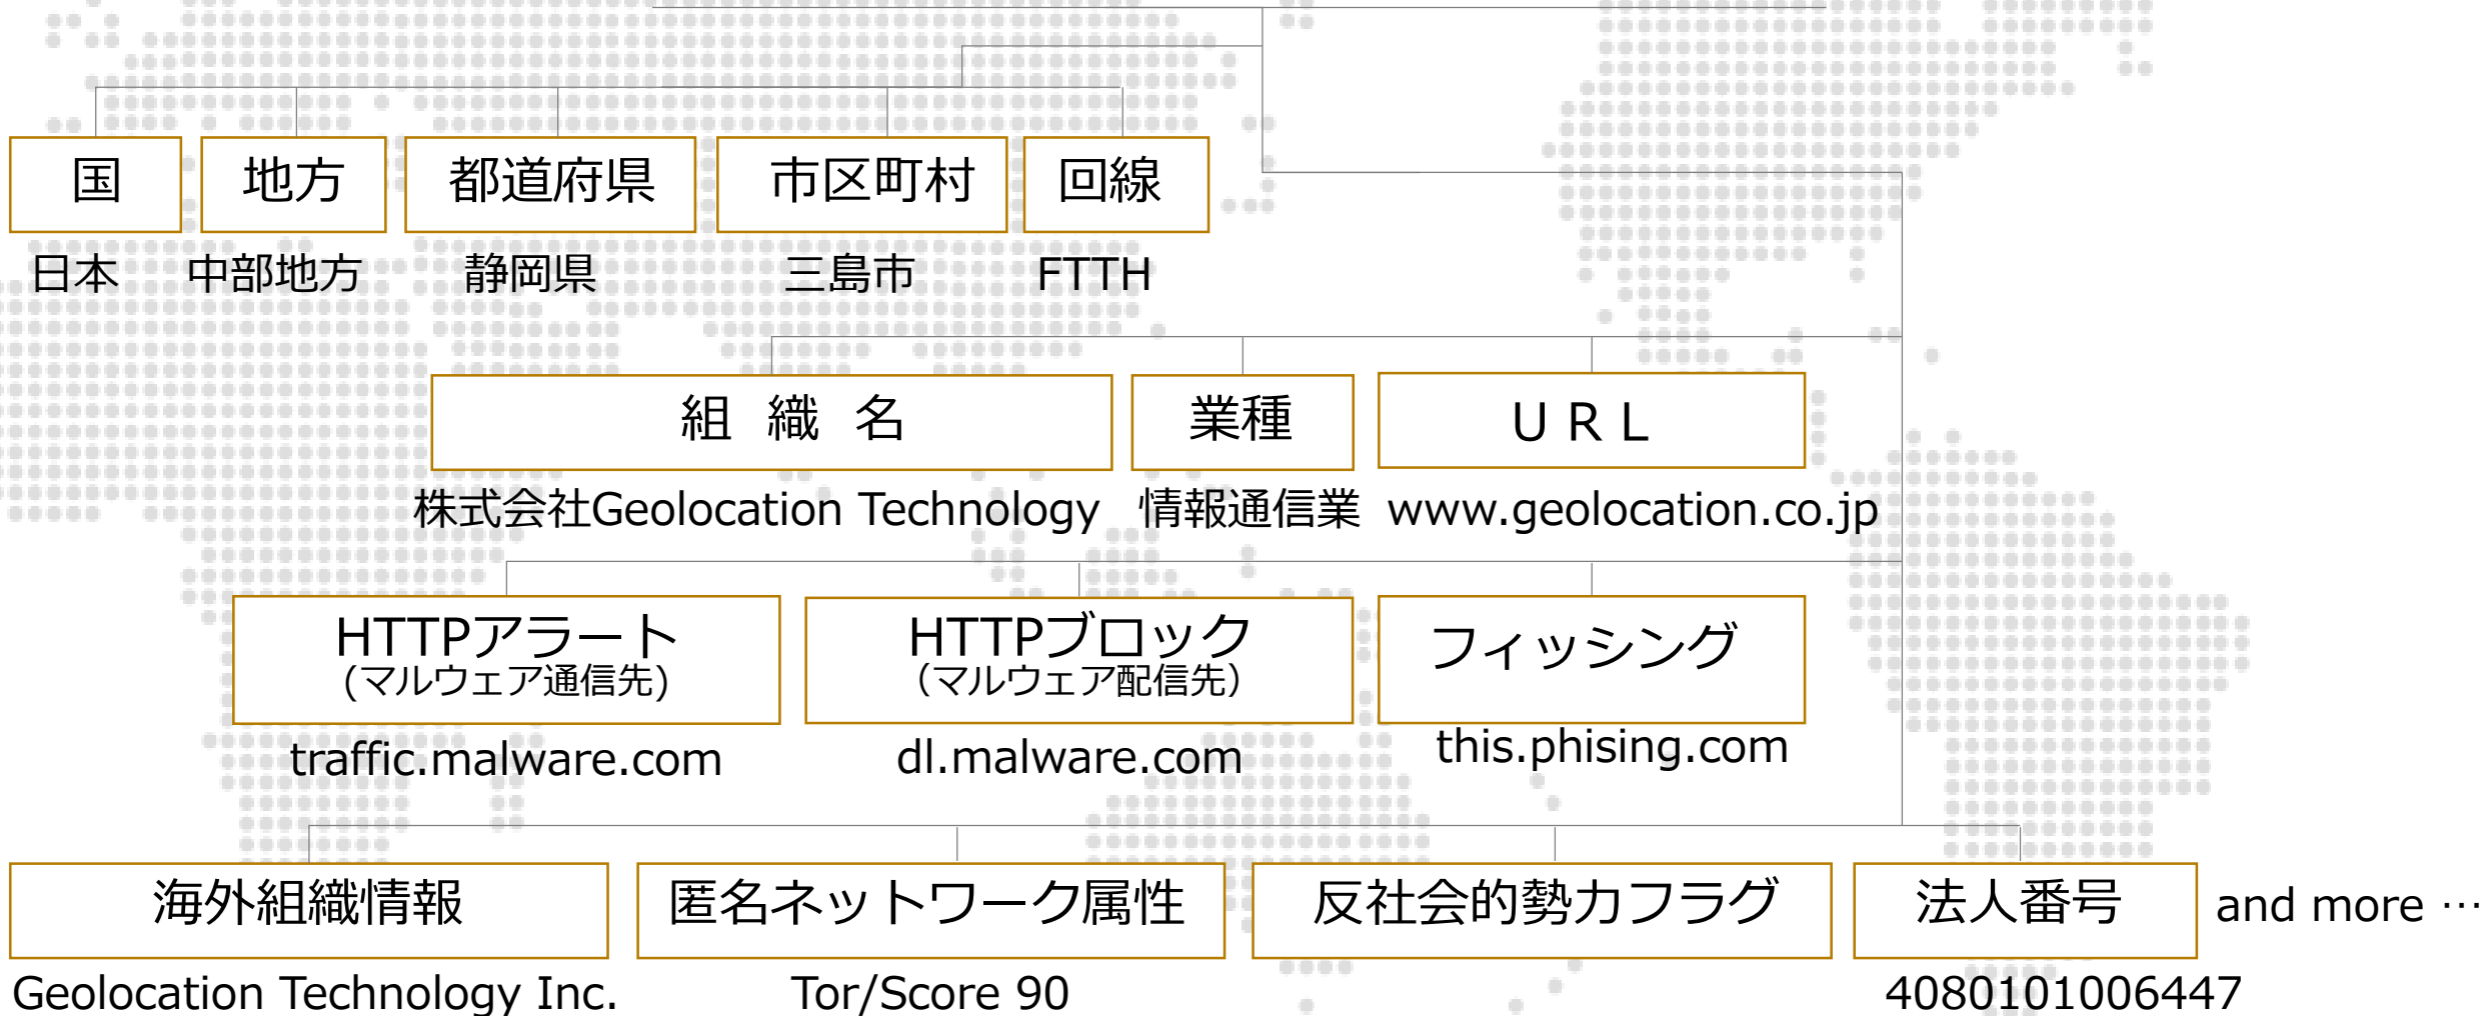 国 地方 都道府県 市区町村 回線
日本 中部地方 静岡県 三島市 FTTH
組 織 名 業種 U R L
株式会社Geolocation Technology 情報通信業 www.geolocation.co.jp
HTTPアラート HTTPブロック フィッシング
(マルウェア通信先) （マルウェア配信先）
traffic.malware.com dl.malware.com this.phising.com
海外組織情報 匿名ネットワーク属性 反社会的勢力フラグ 法人番号 and more …
Geolocation Technology Inc. Tor/Score 90 4080101006447